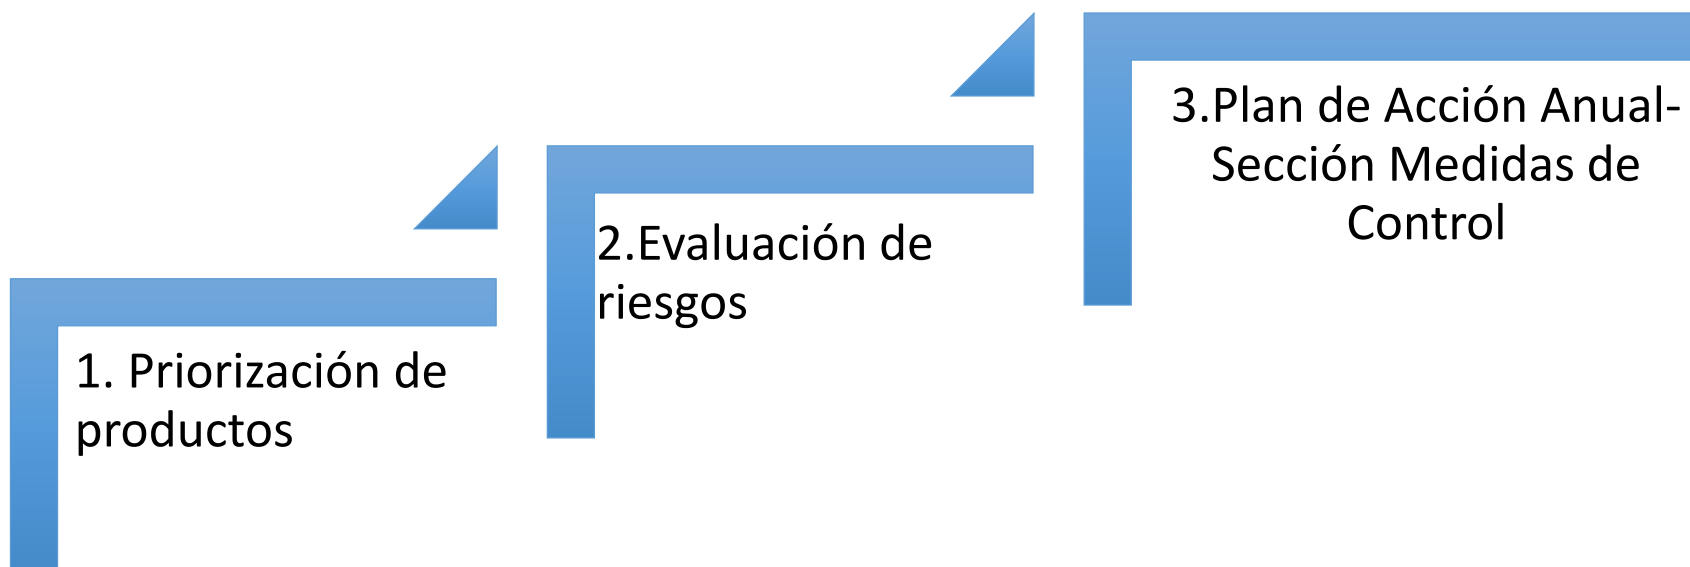 1. Priorización de
productos
2.Evaluación de
riesgos
3.Plan de Acción Anual-
Sección Medidas de
Control